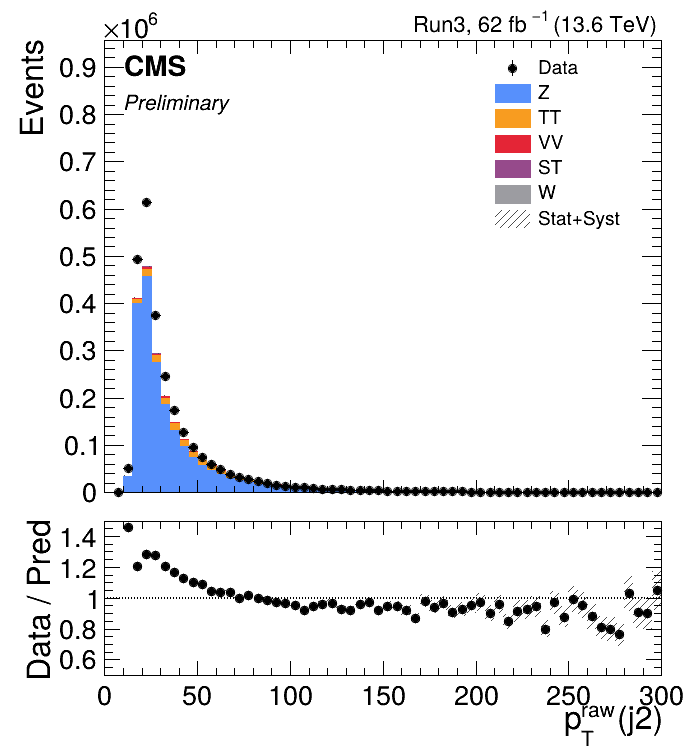 ×10⁶
Run3, 62 fb⁻¹ (13.6 TeV)
CMS
Preliminary
Data
Z
TT
VV
ST
W
Stat+Syst
Events
0.9
0.8
0.7
0.6
0.5
0.4
0.3
0.2
0.1
0
Data / Pred
1.4
1.2
1
0.8
0.6
0 50 100 150 200 250 300
p_T^raw(j2)